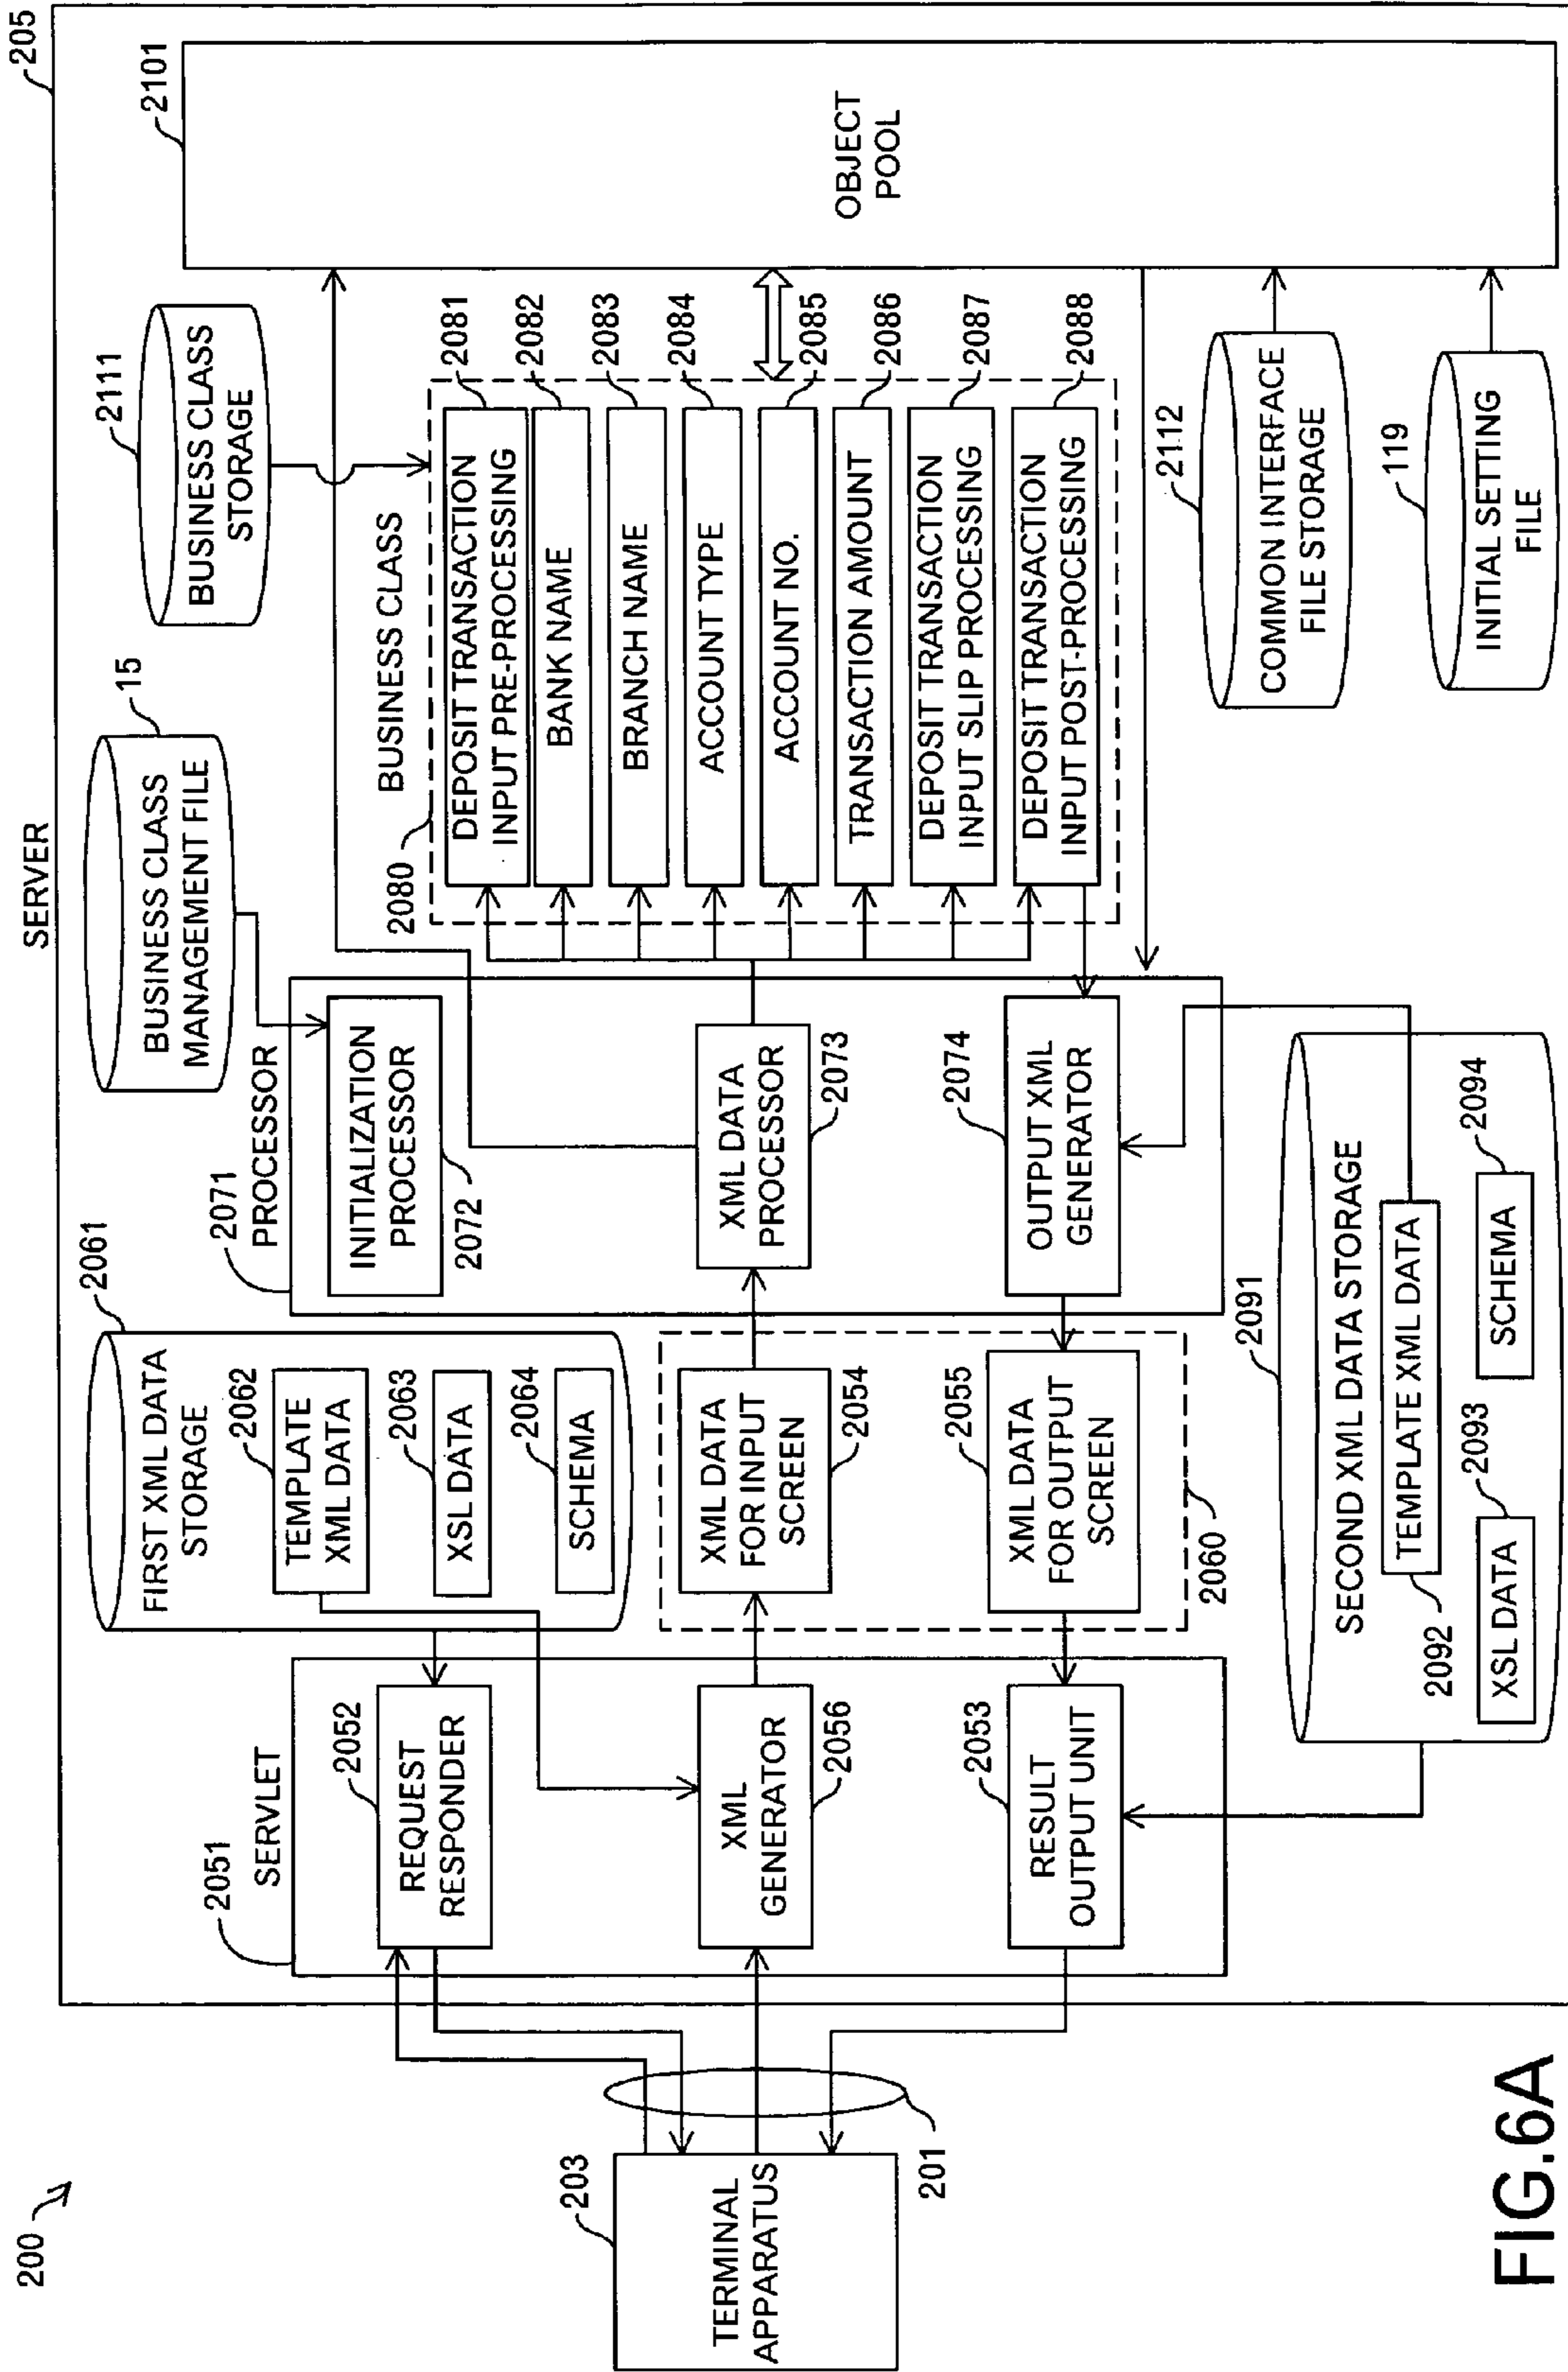 200
SERVER
205
203
TERMINAL
APPARATUS
201
2051
SERVLET
2052
REQUEST
RESPONDER
XML
GENERATOR
2056
2053
RESULT
OUTPUT UNIT
2061
FIRST XML DATA
STORAGE
2062
TEMPLATE
XML DATA
2063
XSL DATA
2064
SCHEMA
XML DATA
FOR INPUT
SCREEN
2054
2055
XML DATA
FOR OUTPUT
SCREEN
2060
2071
PROCESSOR
INITIALIZATION
PROCESSOR
2072
XML DATA
PROCESSOR
2073
2074
OUTPUT XML
GENERATOR
2091
SECOND XML DATA STORAGE
2092
TEMPLATE XML DATA
XSL DATA
2093
SCHEMA
2094
15
BUSINESS CLASS
MANAGEMENT FILE
2111
BUSINESS CLASS
STORAGE
2080
BUSINESS CLASS
DEPOSIT TRANSACTION
INPUT PRE-PROCESSING
2081
BANK NAME
2082
BRANCH NAME
2083
ACCOUNT TYPE
2084
ACCOUNT NO.
2085
TRANSACTION AMOUNT
2086
DEPOSIT TRANSACTION
INPUT SLIP PROCESSING
2087
DEPOSIT TRANSACTION
INPUT POST-PROCESSING
2088
2112
COMMON INTERFACE
FILE STORAGE
119
INITIAL SETTING
FILE
2101
OBJECT
POOL
FIG.6A